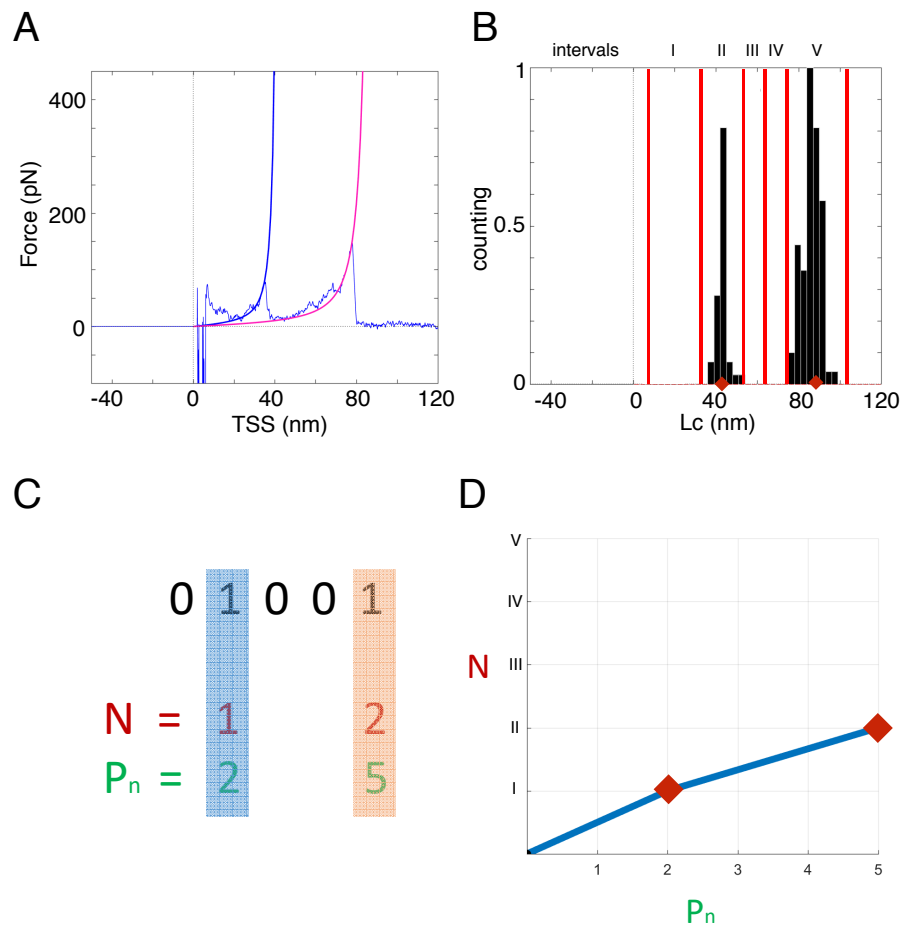 A
Force (pN)
400
200
0
-40 0 40 80 120
TSS (nm)
B
intervals I II III IV V
counting
1
0.5
0
-40 0 40 80 120
Lc (nm)
C
0 1 0 0 1
N = 1 2
Pn = 2 5
D
N
V
IV
III
II
I
1 2 3 4 5
Pn